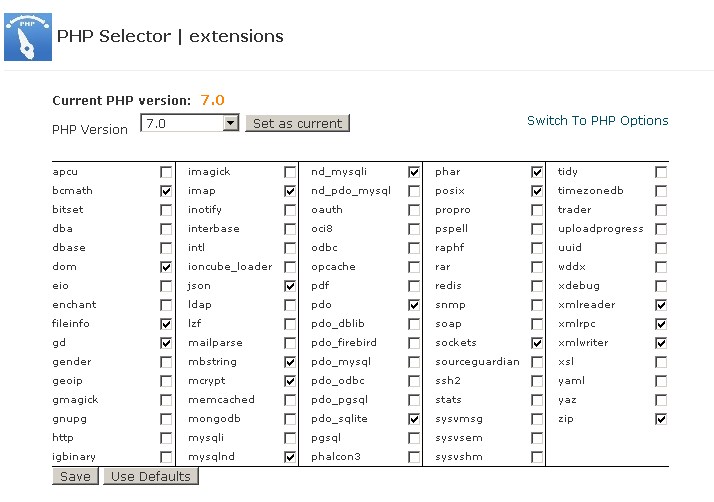 PHP
PHP Selector | extensions
Current PHP version: 7.0
PHP Version 7.0 Set as current Switch To PHP Options
apcu imagick nd_mysqli phar tidy
bcmath imap nd_pdo_mysql posix timezonedb
bitset inotify oauth propro trader
dba interbase oci8 pspell uploadprogress
dbase intl odbc raphf uuid
dom ioncube_loader opcache rar wddx
eio json pdf redis xdebug
enchant ldap pdo snmp xmlreader
fileinfo lzf pdo_dblib soap xmlrpc
gd mailparse pdo_firebird sockets xmlwriter
gender mbstring pdo_mysql sourceguardian xsl
geoip mcrypt pdo_odbc ssh2 yaml
gmagick memcached pdo_pgsql stats yaz
gnupg mongodb pdo_sqlite sysvmsg zip
http mysqli pgsql sysvsem
igbinary mysqlnd phalcon3 sysvshm
Save Use Defaults